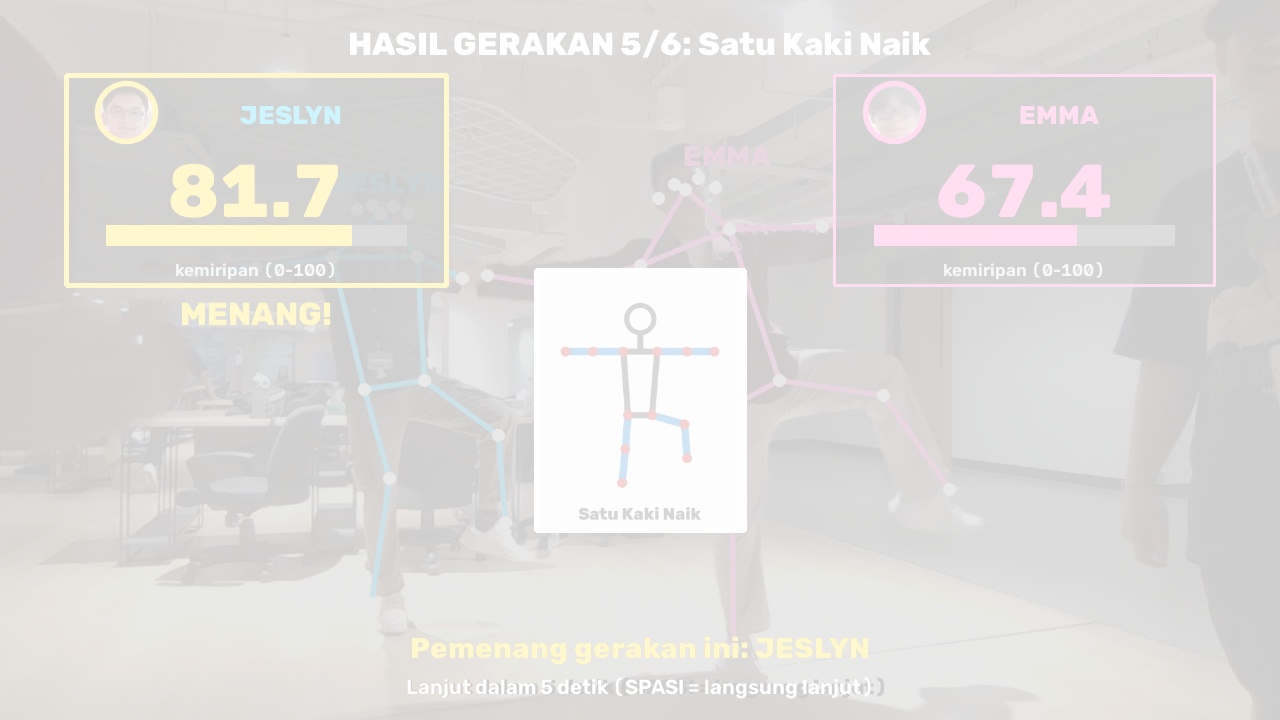 HASIL GERAKAN 5/6: Satu Kaki Naik
JESLYN
81.7
kemiripan (0-100)
MENANG!
EMMA
67.4
kemiripan (0-100)
JESLYN
EMMA
Satu Kaki Naik
Pemenang gerakan ini: JESLYN
Lanjut dalam 5 detik (SPASI = langsung lanjut)